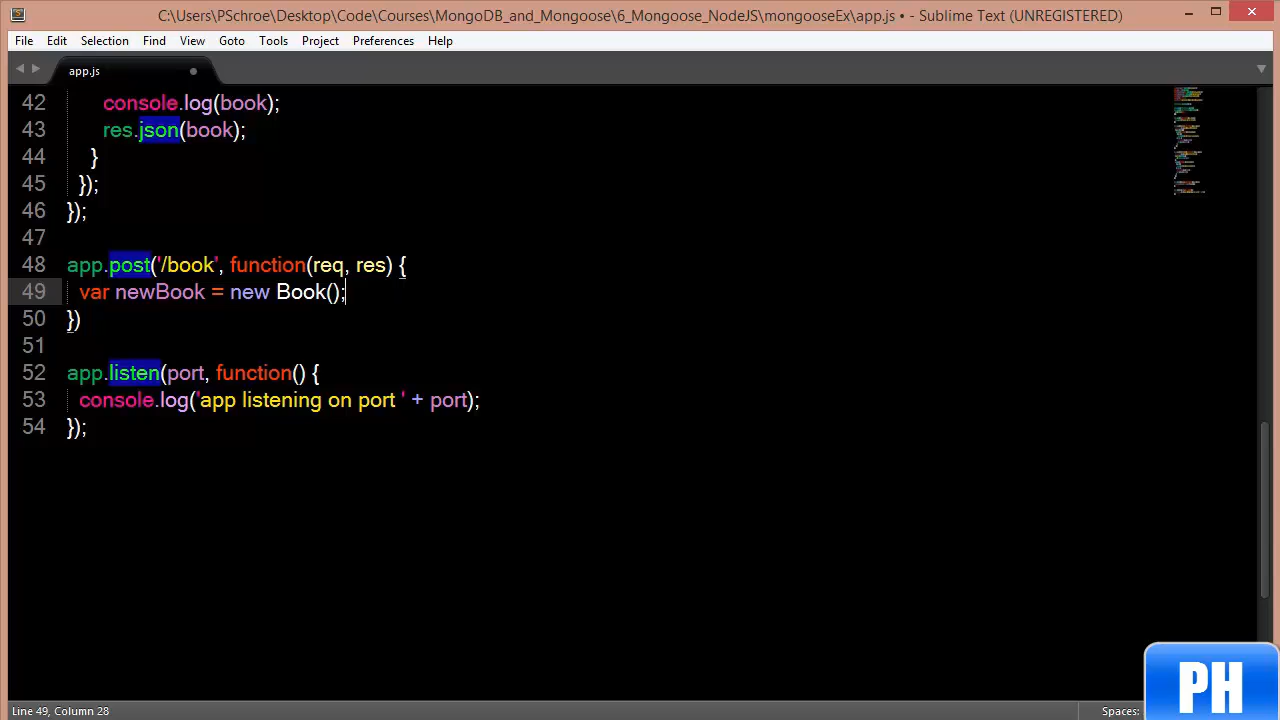 C:\Users\PSchroe\Desktop\Code\Courses\MongoDB_and_Mongoose\6_Mongoose_NodeJS\mongooseEx\app.js • - Sublime Text (UNREGISTERED)
File Edit Selection Find View Goto Tools Project Preferences Help
app.js
42 console.log(book);
43 res.json(book);
44 }
45 });
46 });
47
48 app.post('/book', function(req, res) {
49 var newBook = new Book();
50 })
51
52 app.listen(port, function() {
53 console.log('app listening on port ' + port);
54 });
PH
Line 49, Column 28 Spaces: